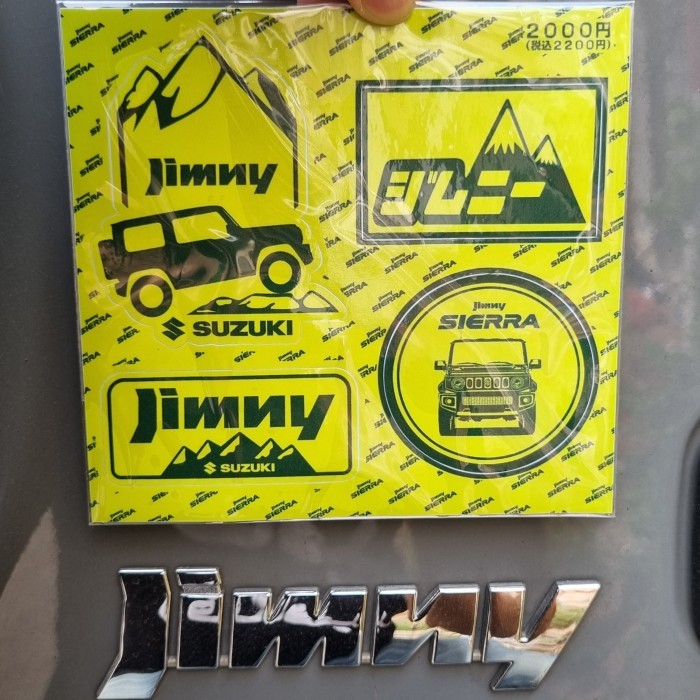 2000円
(税込2200円)
Jimny
SUZUKI
ジムニー
Jimny
SIERRA
Jimny
SUZUKI
Jimny